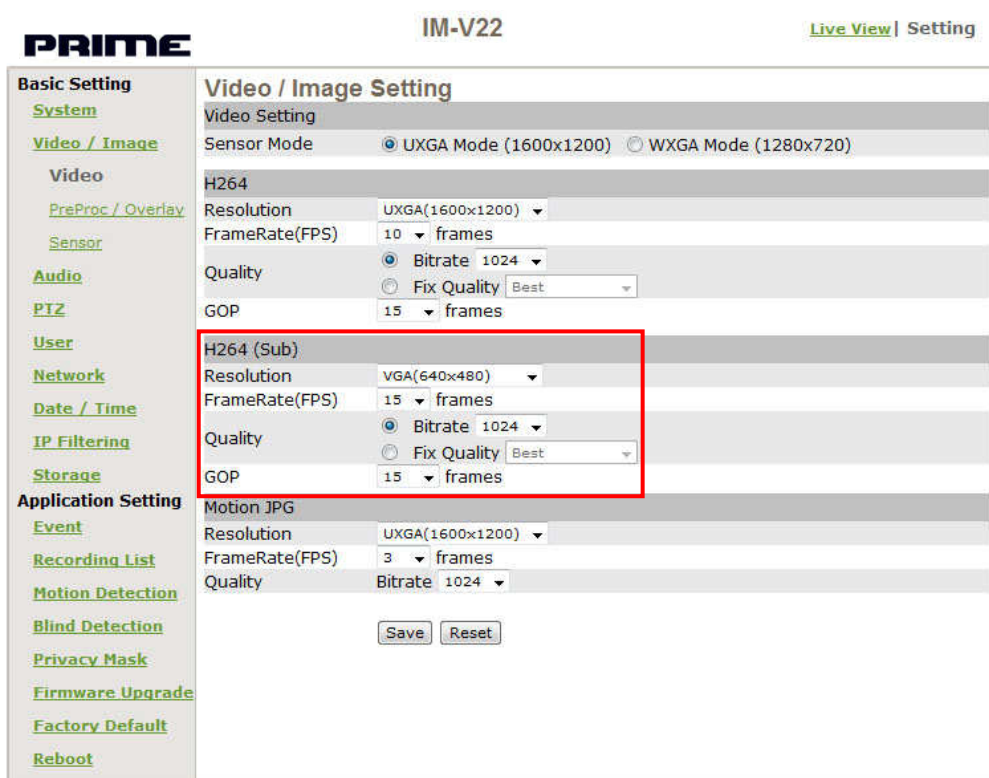 PRIME
IM-V22
Live View | Setting
Basic Setting
System
Video / Image
Video
PreProc / Overlay
Sensor
Audio
PTZ
User
Network
Date / Time
IP Filtering
Storage
Application Setting
Event
Recording List
Motion Detection
Blind Detection
Privacy Mask
Firmware Upgrade
Factory Default
Reboot
Video / Image Setting
Video Setting
Sensor Mode UXGA Mode (1600x1200) WXGA Mode (1280x720)
H264
Resolution UXGA(1600x1200)
FrameRate(FPS) 10 frames
Quality Bitrate 1024
Fix Quality Best
GOP 15 frames
H264 (Sub)
Resolution VGA(640x480)
FrameRate(FPS) 15 frames
Quality Bitrate 1024
Fix Quality Best
GOP 15 frames
Motion JPG
Resolution UXGA(1600x1200)
FrameRate(FPS) 3 frames
Quality Bitrate 1024
Save Reset